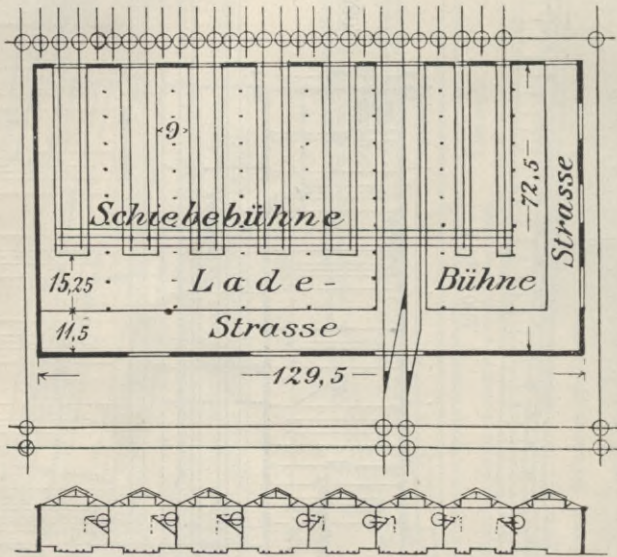 9
Schiebebühne
72,5
Strasse
15,25
Lade-
Bühne
11,5
Strasse
129,5